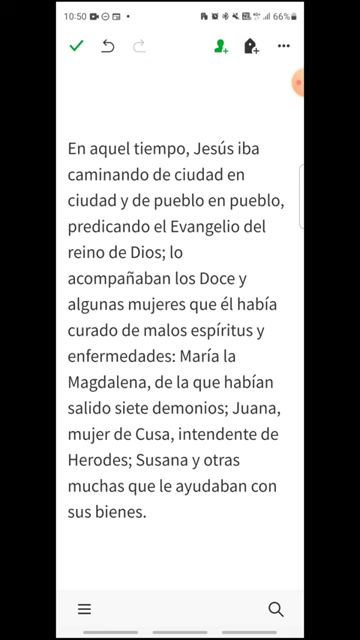 10:50
66%
En aquel tiempo, Jesús iba
caminando de ciudad en
ciudad y de pueblo en pueblo,
predicando el Evangelio del
reino de Dios; lo
acompañaban los Doce y
algunas mujeres que él había
curado de malos espíritus y
enfermedades: María la
Magdalena, de la que habían
salido siete demonios; Juana,
mujer de Cusa, intendente de
Herodes; Susana y otras
muchas que le ayudaban con
sus bienes.